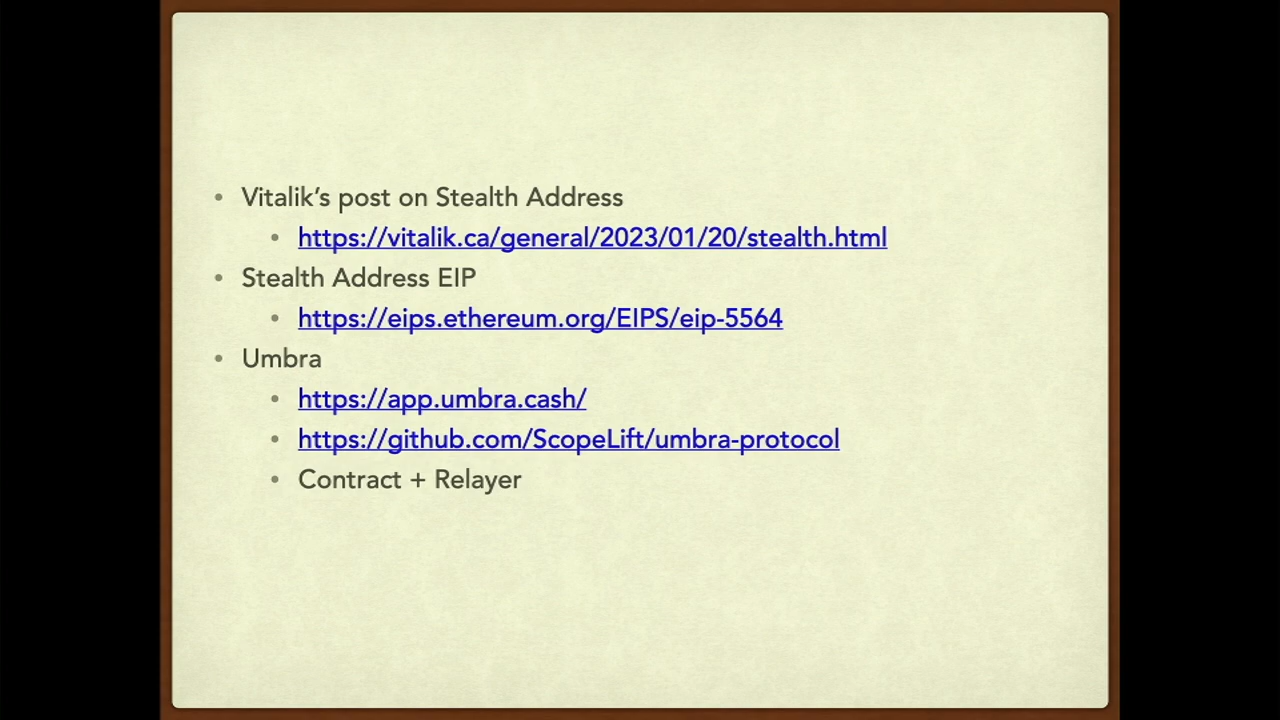 • Vitalik’s post on Stealth Address
• https://vitalik.ca/general/2023/01/20/stealth.html
• Stealth Address EIP
• https://eips.ethereum.org/EIPS/eip-5564
• Umbra
• https://app.umbra.cash/
• https://github.com/ScopeLift/umbra-protocol
• Contract + Relayer